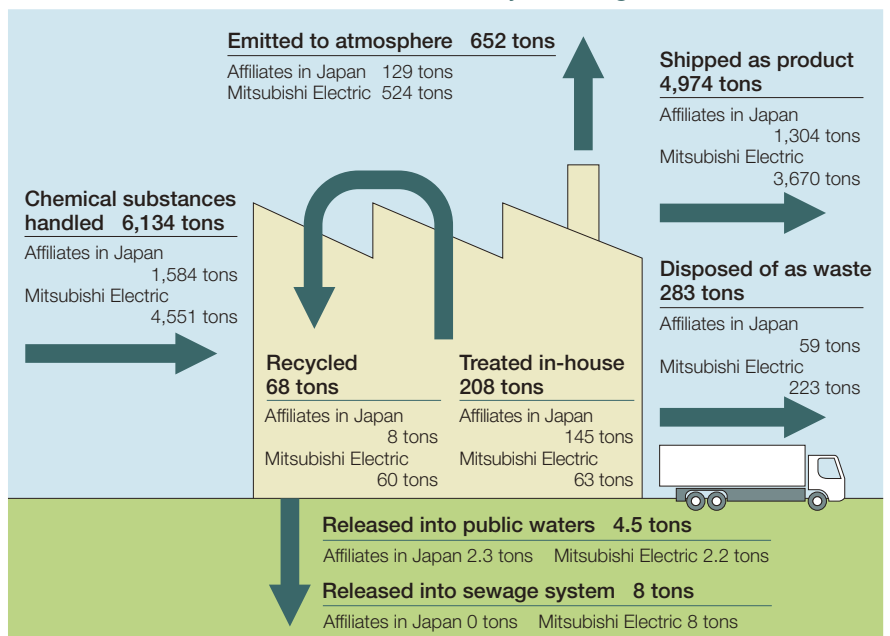 Emitted to atmosphere 652 tons
Affiliates in Japan 129 tons
Mitsubishi Electric 524 tons
Shipped as product
4,974 tons
Affiliates in Japan
1,304 tons
Mitsubishi Electric
3,670 tons
Chemical substances
handled 6,134 tons
Affiliates in Japan
1,584 tons
Mitsubishi Electric
4,551 tons
Disposed of as waste
283 tons
Affiliates in Japan
59 tons
Mitsubishi Electric
223 tons
Recycled
68 tons
Affiliates in Japan
8 tons
Mitsubishi Electric
60 tons
Treated in-house
208 tons
Affiliates in Japan
145 tons
Mitsubishi Electric
63 tons
Released into public waters 4.5 tons
Affiliates in Japan 2.3 tons Mitsubishi Electric 2.2 tons
Released into sewage system 8 tons
Affiliates in Japan 0 tons Mitsubishi Electric 8 tons